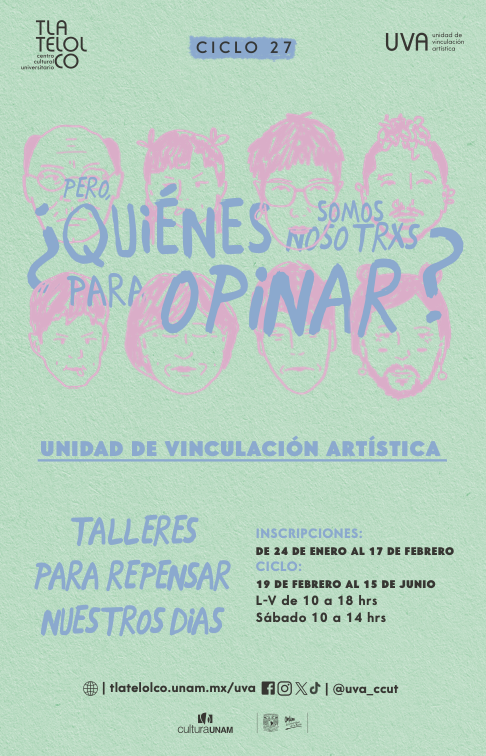 TLA
TELOL
CO
centro
cultural
universitario
CICLO 27
UVA
unidad de
vinculación
artística
PERO,
¿QUIÉNES SOMOS
NOSOTRXS
PARA OPINAR?
UNIDAD DE VINCULACIÓN ARTÍSTICA
TALLERES
PARA REPENSAR
NUESTROS DíAS
INSCRIPCIONES:
DE 24 DE ENERO AL 17 DE FEBRERO
CICLO:
19 DE FEBRERO AL 15 DE JUNIO
L-V de 10 a 18 hrs
Sábado 10 a 14 hrs
| tlatelolco.unam.mx/uva | @uva_ccut
culturaUNAM